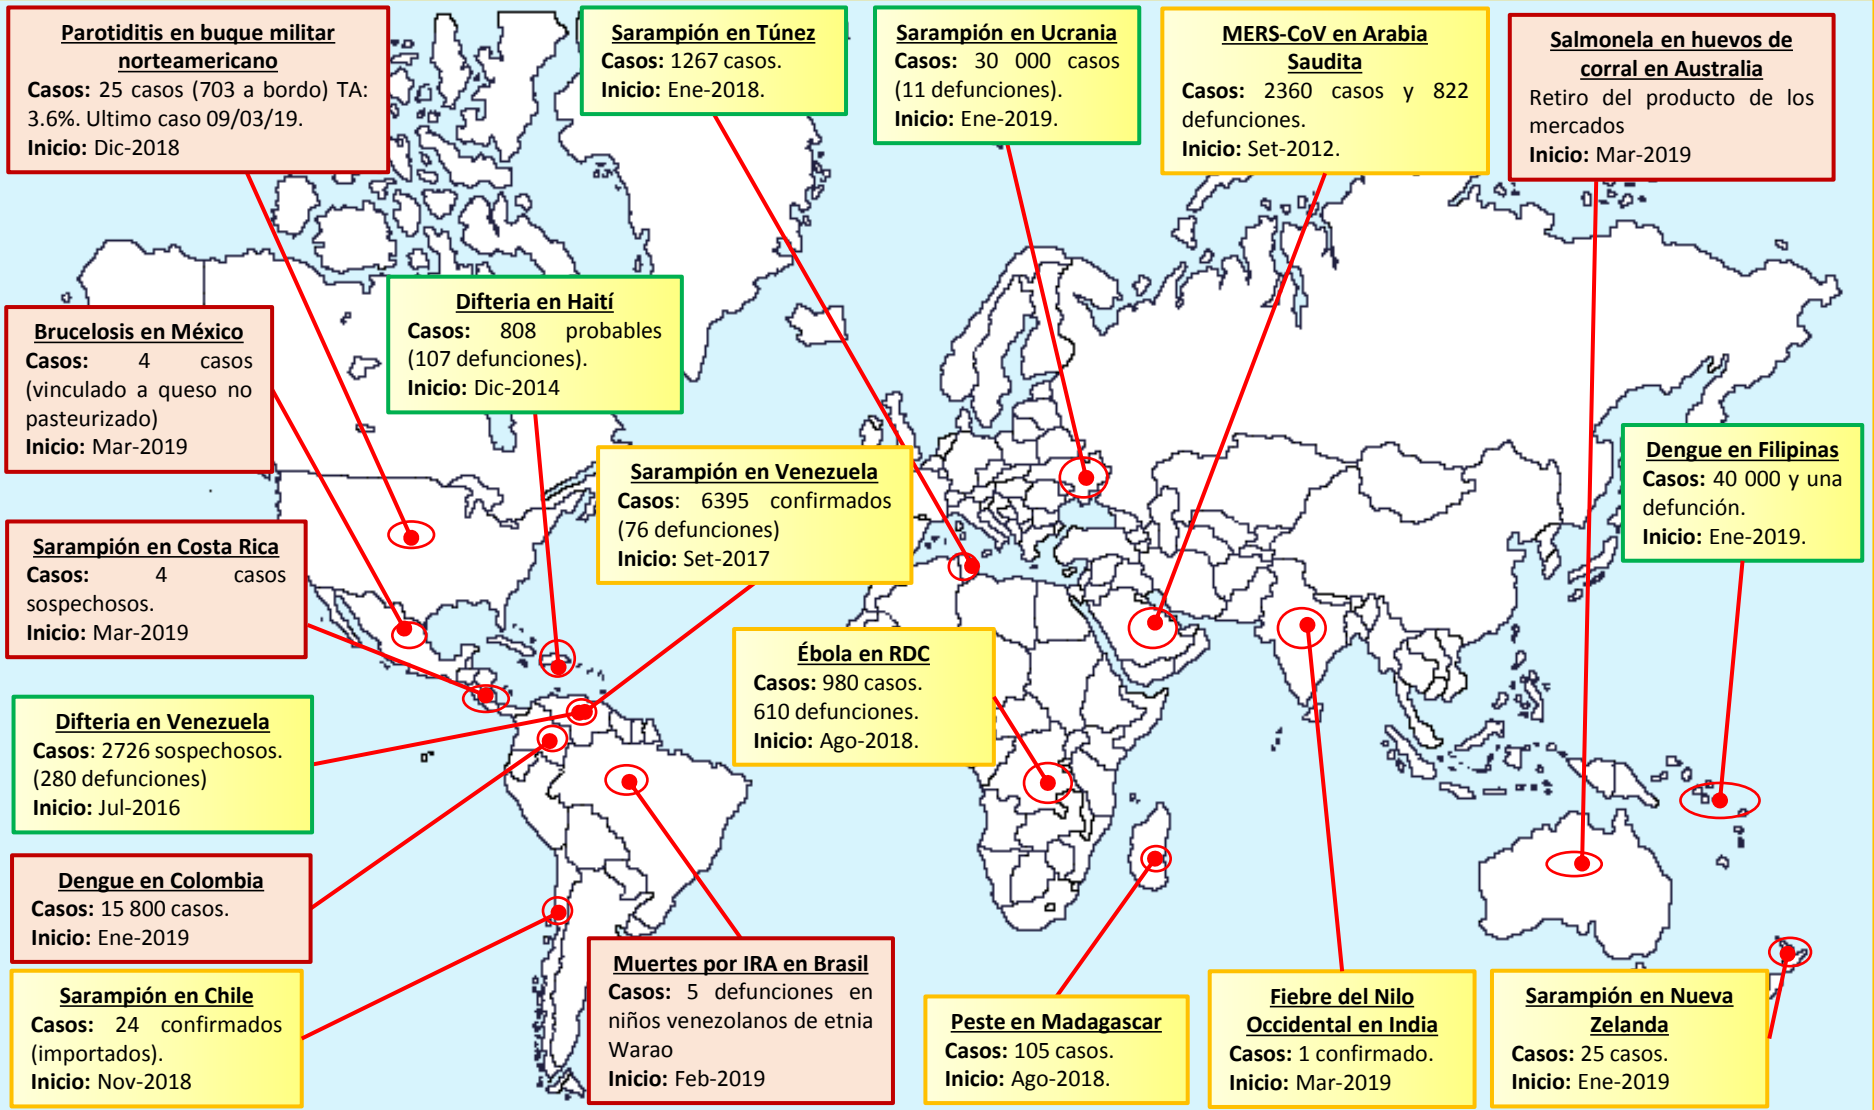 Parotiditis en buque militar
norteamericano
Casos: 25 casos (703 a bordo) TA:
3.6%. Ultimo caso 09/03/19.
Inicio: Dic-2018
Sarampión en Túnez
Casos: 1267 casos.
Inicio: Ene-2018.
Sarampión en Ucrania
Casos: 30 000 casos
(11 defunciones).
Inicio: Ene-2019.
MERS-CoV en Arabia
Saudita
Casos: 2360 casos y 822
defunciones.
Inicio: Set-2012.
Salmonela en huevos de
corral en Australia
Retiro del producto de los
mercados
Inicio: Mar-2019
Difteria en Haití
Casos: 808 probables
(107 defunciones).
Inicio: Dic-2014
Brucelosis en México
Casos: 4 casos
(vinculado a queso no
pasteurizado)
Inicio: Mar-2019
Sarampión en Venezuela
Casos: 6395 confirmados
(76 defunciones)
Inicio: Set-2017
Dengue en Filipinas
Casos: 40 000 y una
defunción.
Inicio: Ene-2019.
Sarampión en Costa Rica
Casos: 4 casos
sospechosos.
Inicio: Mar-2019
Ébola en RDC
Casos: 980 casos.
610 defunciones.
Inicio: Ago-2018.
Difteria en Venezuela
Casos: 2726 sospechosos.
(280 defunciones)
Inicio: Jul-2016
Dengue en Colombia
Casos: 15 800 casos.
Inicio: Ene-2019
Sarampión en Chile
Casos: 24 confirmados
(importados).
Inicio: Nov-2018
Muertes por IRA en Brasil
Casos: 5 defunciones en
niños venezolanos de etnia
Warao
Inicio: Feb-2019
Peste en Madagascar
Casos: 105 casos.
Inicio: Ago-2018.
Fiebre del Nilo
Occidental en India
Casos: 1 confirmado.
Inicio: Mar-2019
Sarampión en Nueva
Zelanda
Casos: 25 casos.
Inicio: Ene-2019